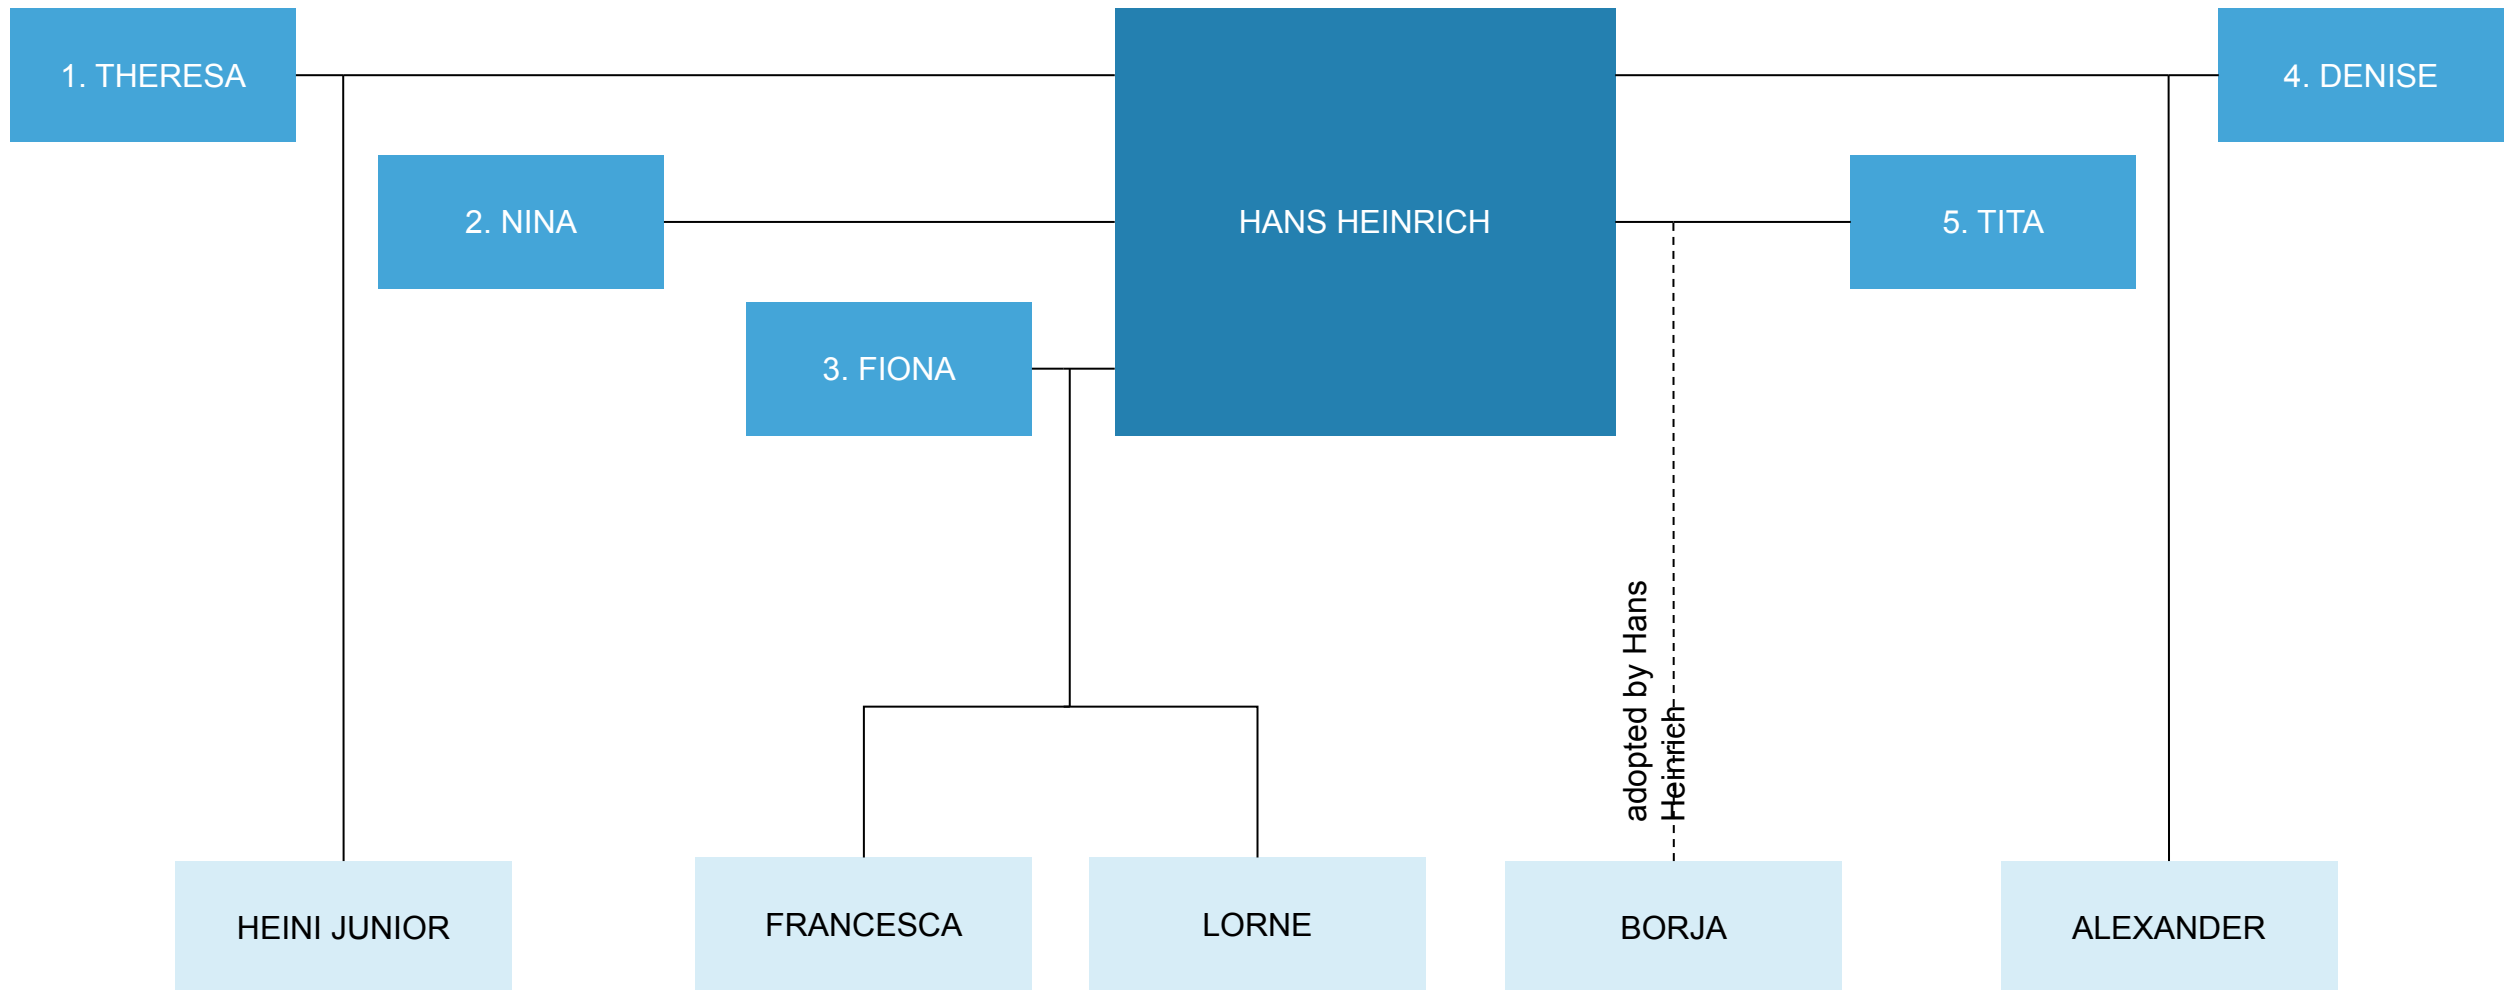 1. THERESA
4. DENISE
2. NINA
HANS HEINRICH
5. TITA
3. FIONA
adopted by Hans
Heinrich
HEINI JUNIOR
FRANCESCA
LORNE
BORJA
ALEXANDER